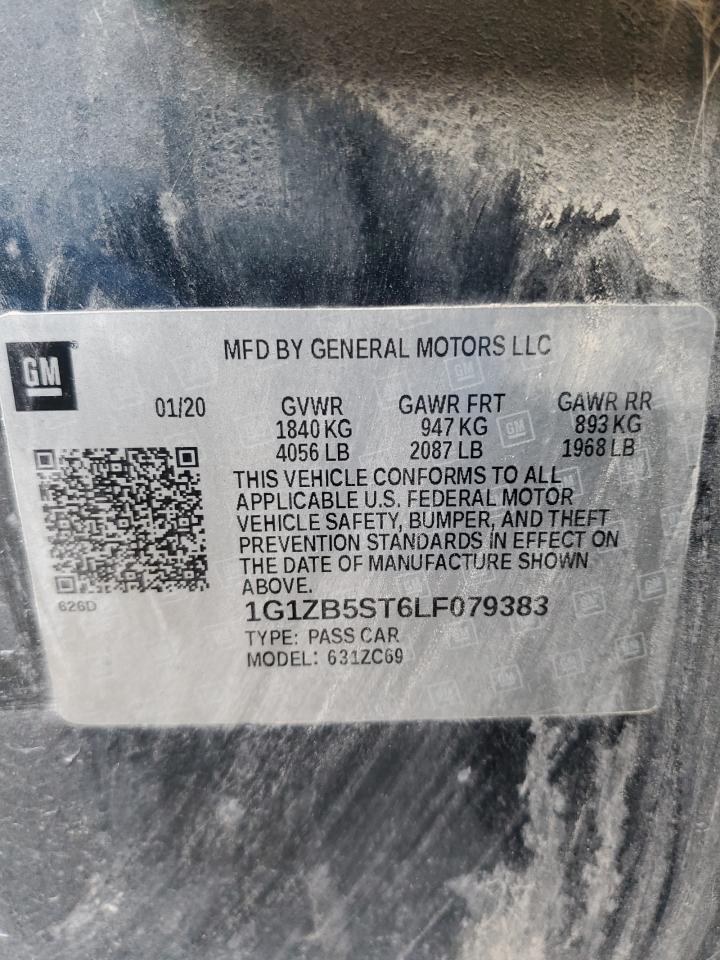 GM
MFD BY GENERAL MOTORS LLC
01/20 GVWR GAWR FRT GAWR RR
1840 KG 947 KG 893 KG
4056 LB 2087 LB 1968 LB
THIS VEHICLE CONFORMS TO ALL
APPLICABLE U.S. FEDERAL MOTOR
VEHICLE SAFETY, BUMPER, AND THEFT
PREVENTION STANDARDS IN EFFECT ON
THE DATE OF MANUFACTURE SHOWN
ABOVE.
626D
1G1ZB5ST6LF079383
TYPE: PASS CAR
MODEL: 631ZC69